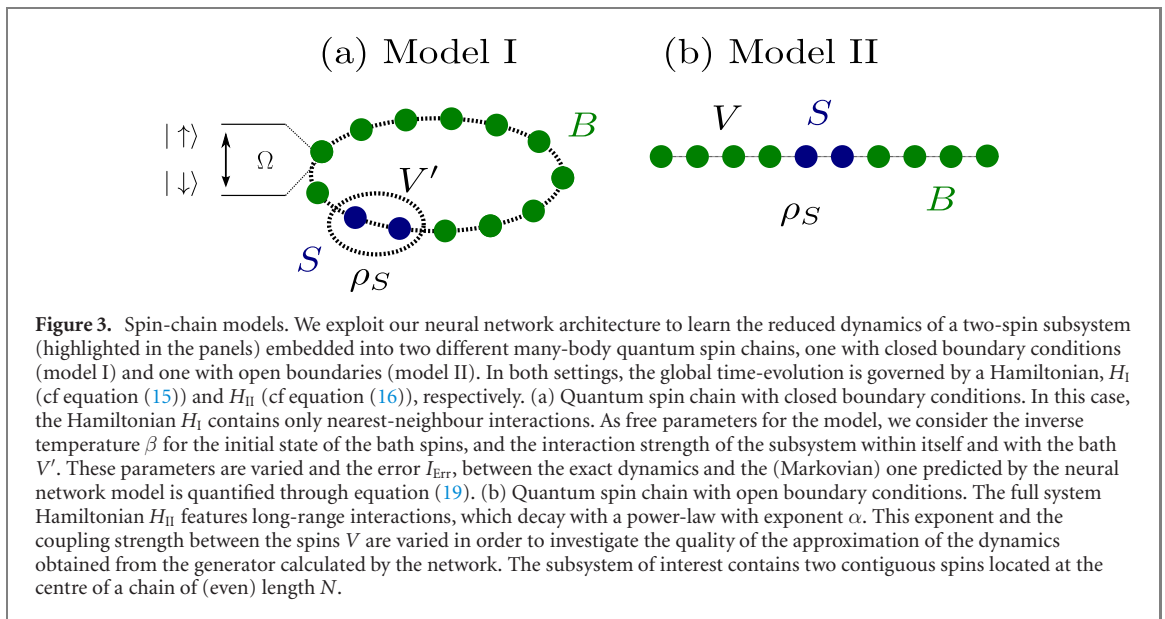 (a) Model I
(b) Model II
| ↑⟩
Ω
| ↓⟩
B
V′
S
ρS
V
S
B
ρS
Figure 3. Spin-chain models. We exploit our neural network architecture to learn the reduced dynamics of a two-spin subsystem
(highlighted in the panels) embedded into two different many-body quantum spin chains, one with closed boundary conditions
(model I) and one with open boundaries (model II). In both settings, the global time-evolution is governed by a Hamiltonian, HI
(cf equation (15)) and HII (cf equation (16)), respectively. (a) Quantum spin chain with closed boundary conditions. In this case,
the Hamiltonian HI contains only nearest-neighbour interactions. As free parameters for the model, we consider the inverse
temperature β for the initial state of the bath spins, and the interaction strength of the subsystem within itself and with the bath
V′. These parameters are varied and the error IErr, between the exact dynamics and the (Markovian) one predicted by the neural
network model is quantified through equation (19). (b) Quantum spin chain with open boundary conditions. The full system
Hamiltonian HII features long-range interactions, which decay with a power-law with exponent α. This exponent and the
coupling strength between the spins V are varied in order to investigate the quality of the approximation of the dynamics
obtained from the generator calculated by the network. The subsystem of interest contains two contiguous spins located at the
centre of a chain of (even) length N.